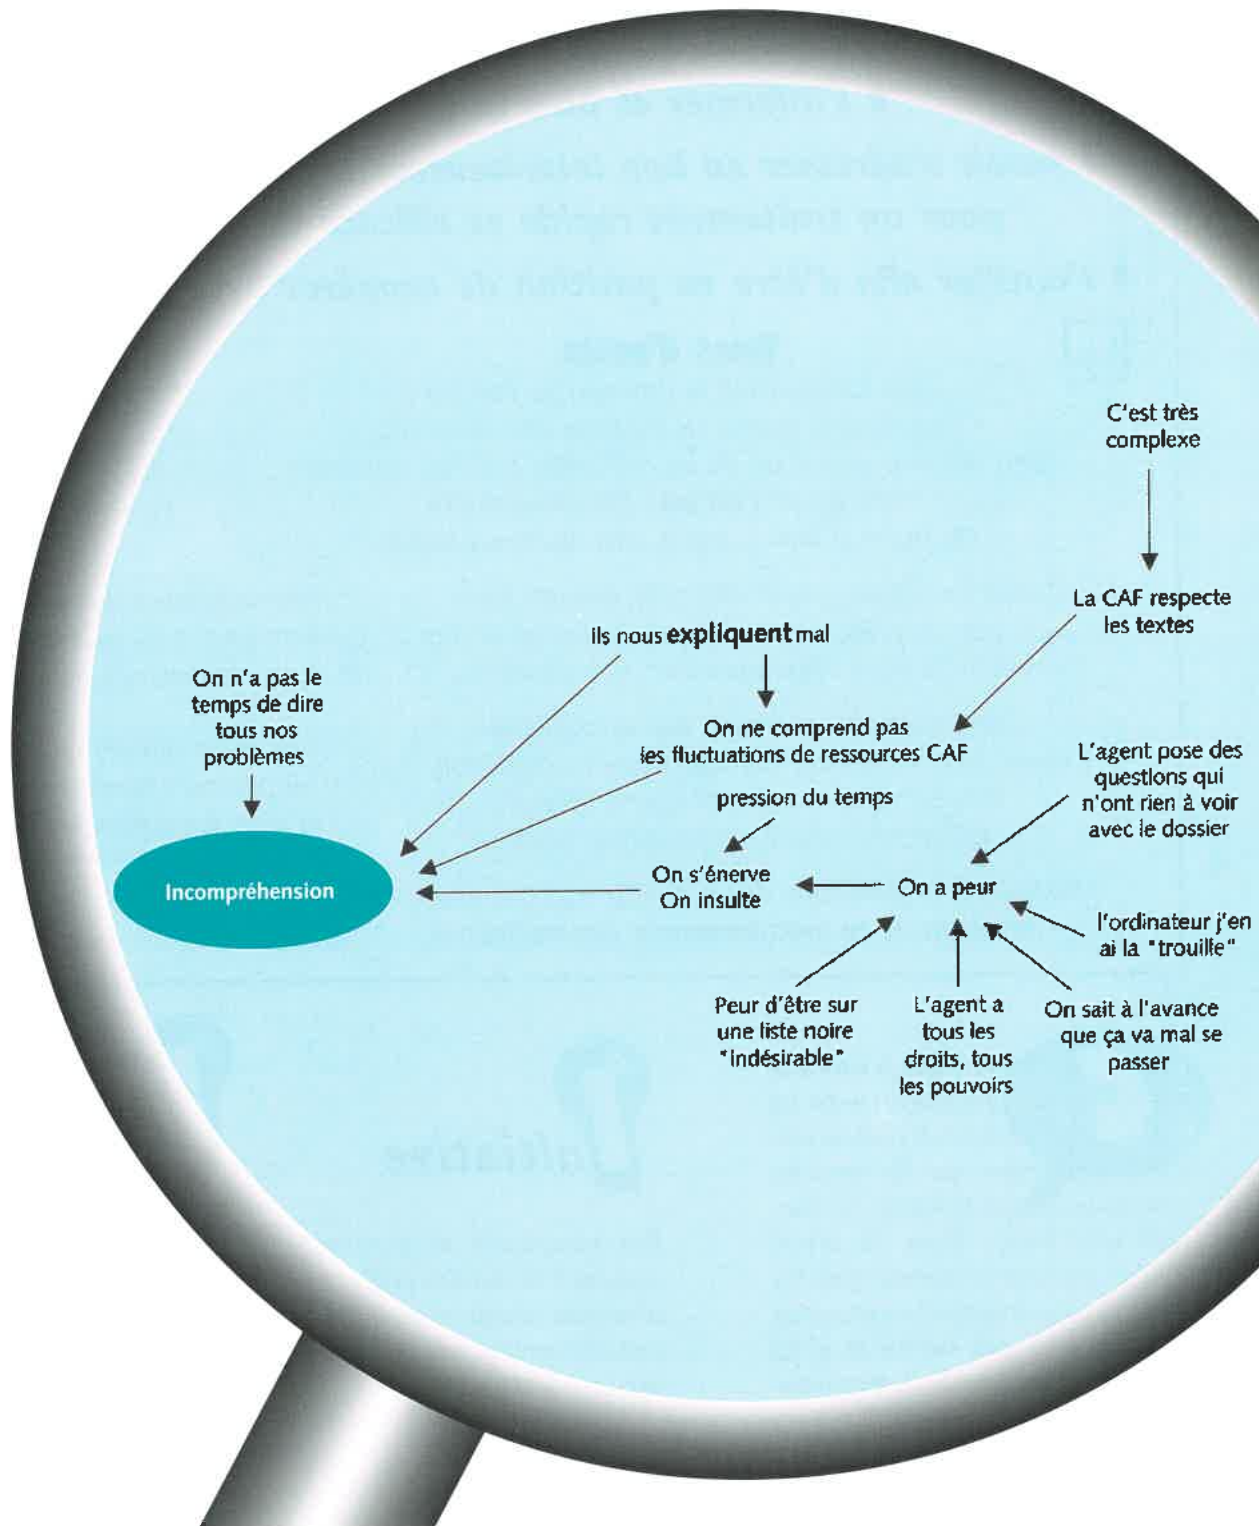 C'est très
complexe
La CAF respecte
les textes
ils nous expliquent mal
On n'a pas le
temps de dire
tous nos
problèmes
On ne comprend pas
les fluctuations de ressources CAF
L'agent pose des
questions qui
n'ont rien à voir
avec le dossier
pression du temps
On s'énerve
On insulte
On a peur
Incompréhension
l'ordinateur j'en
ai la "trouille"
Peur d'être sur
une liste noire
"indésirable"
L'agent a
tous les
droits, tous
les pouvoirs
On sait à l'avance
que ça va mal se
passer